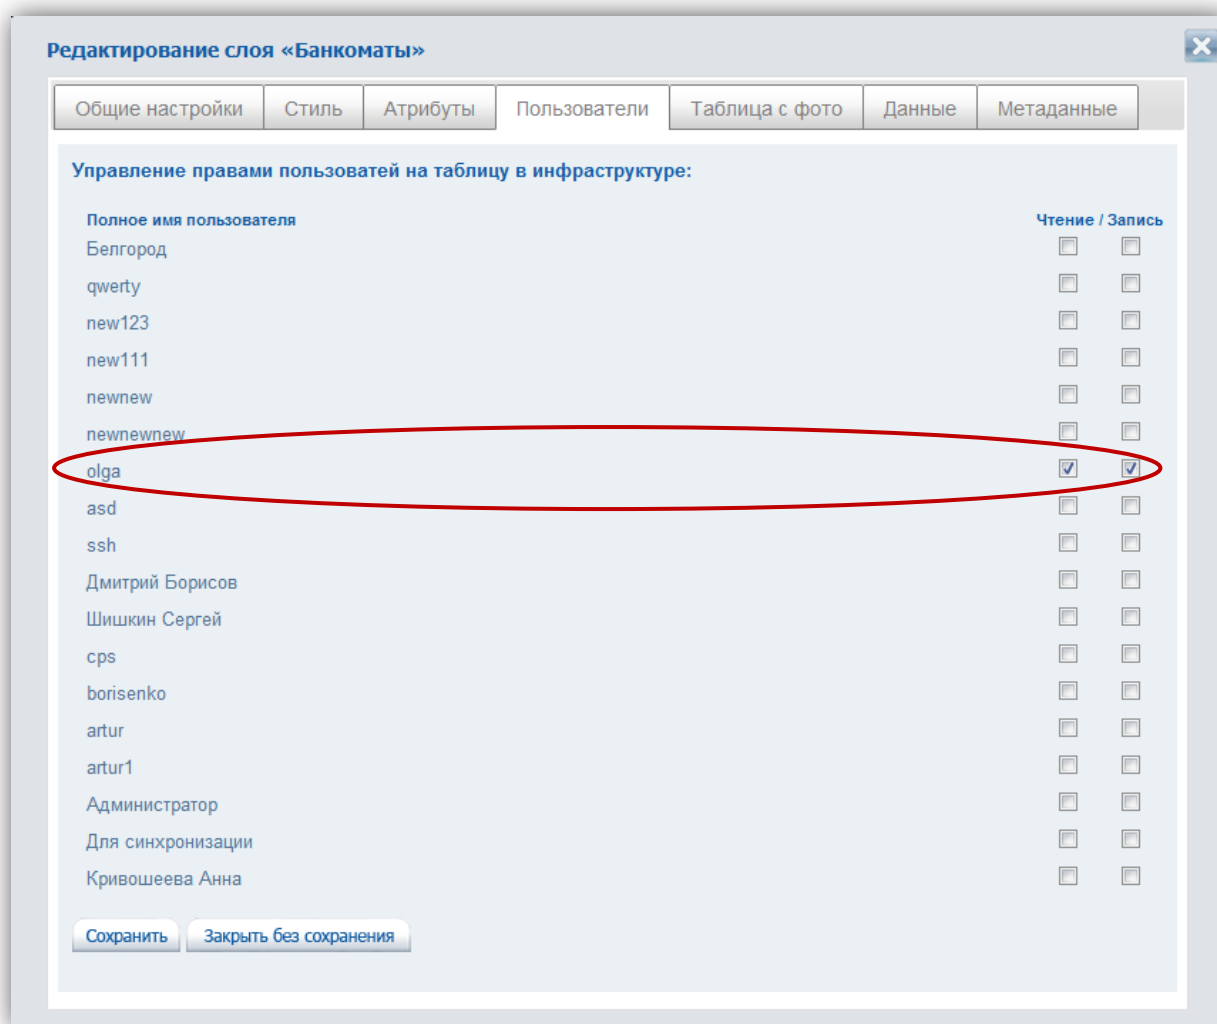 Редактирование слоя «Банкоматы»
Общие настройки Стиль Атрибуты Пользователи Таблица с фото Данные Метаданные
Управление правами пользоватей на таблицу в инфраструктуре:
Полное имя пользователя Чтение / Запись
Белгород
qwerty
new123
new111
newnew
newnewnew
olga
asd
ssh
Дмитрий Борисов
Шишкин Сергей
cps
borisenko
artur
artur1
Администратор
Для синхронизации
Кривошеева Анна
Сохранить Закрыть без сохранения